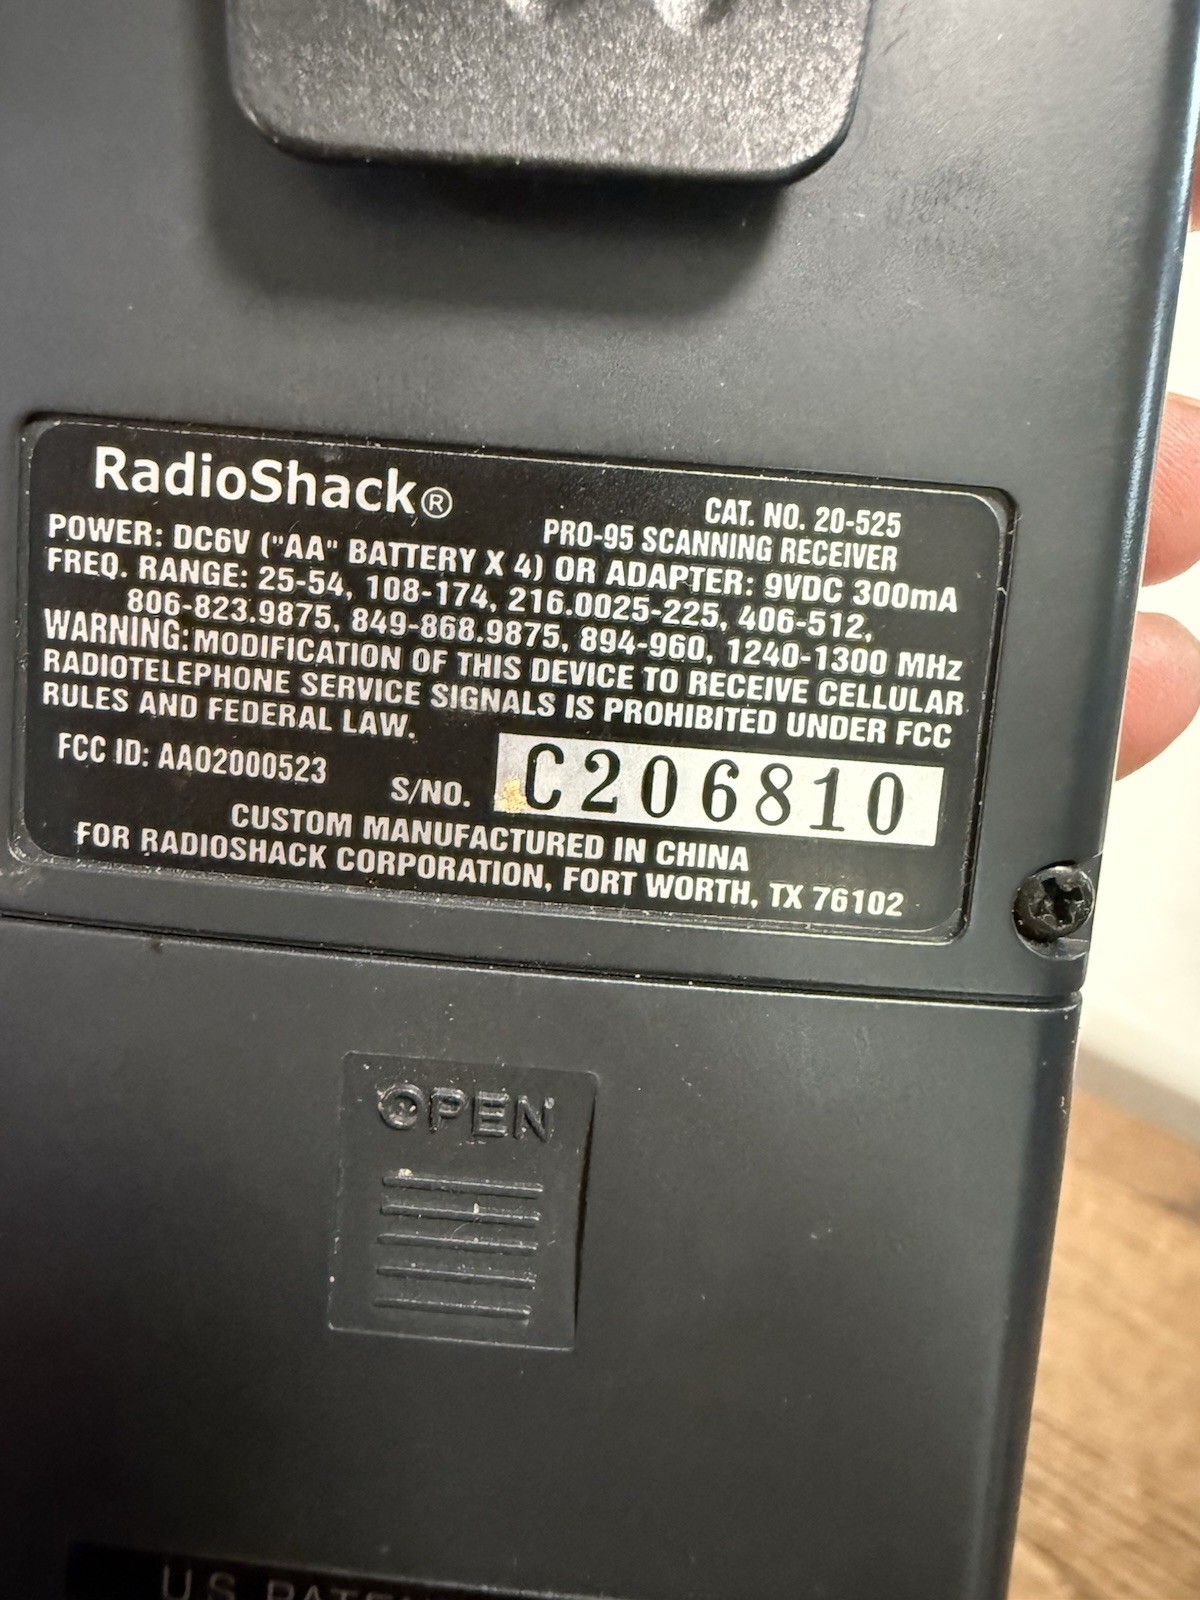 RadioShack®
CAT. NO. 20-525
PRO-95 SCANNING RECEIVER
POWER: DC6V ("AA" BATTERY X 4) OR ADAPTER: 9VDC 300mA
FREQ. RANGE: 25-54, 108-174, 216.0025-225, 406-512,
806-823.9875, 849-868.9875, 894-960, 1240-1300 MHz
WARNING: MODIFICATION OF THIS DEVICE TO RECEIVE CELLULAR
RADIOTELEPHONE SERVICE SIGNALS IS PROHIBITED UNDER FCC
RULES AND FEDERAL LAW.
FCC ID: AAO2000523
S/NO. C206810
CUSTOM MANUFACTURED IN CHINA
FOR RADIOSHACK CORPORATION, FORT WORTH, TX 76102
OPEN
U.S.